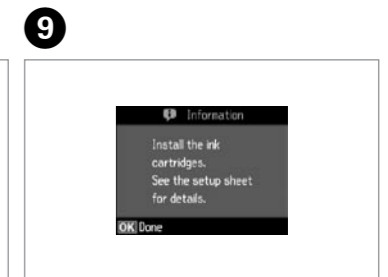 9
Information
Install the ink
cartridges.
See the setup sheet
for details.
OK Done